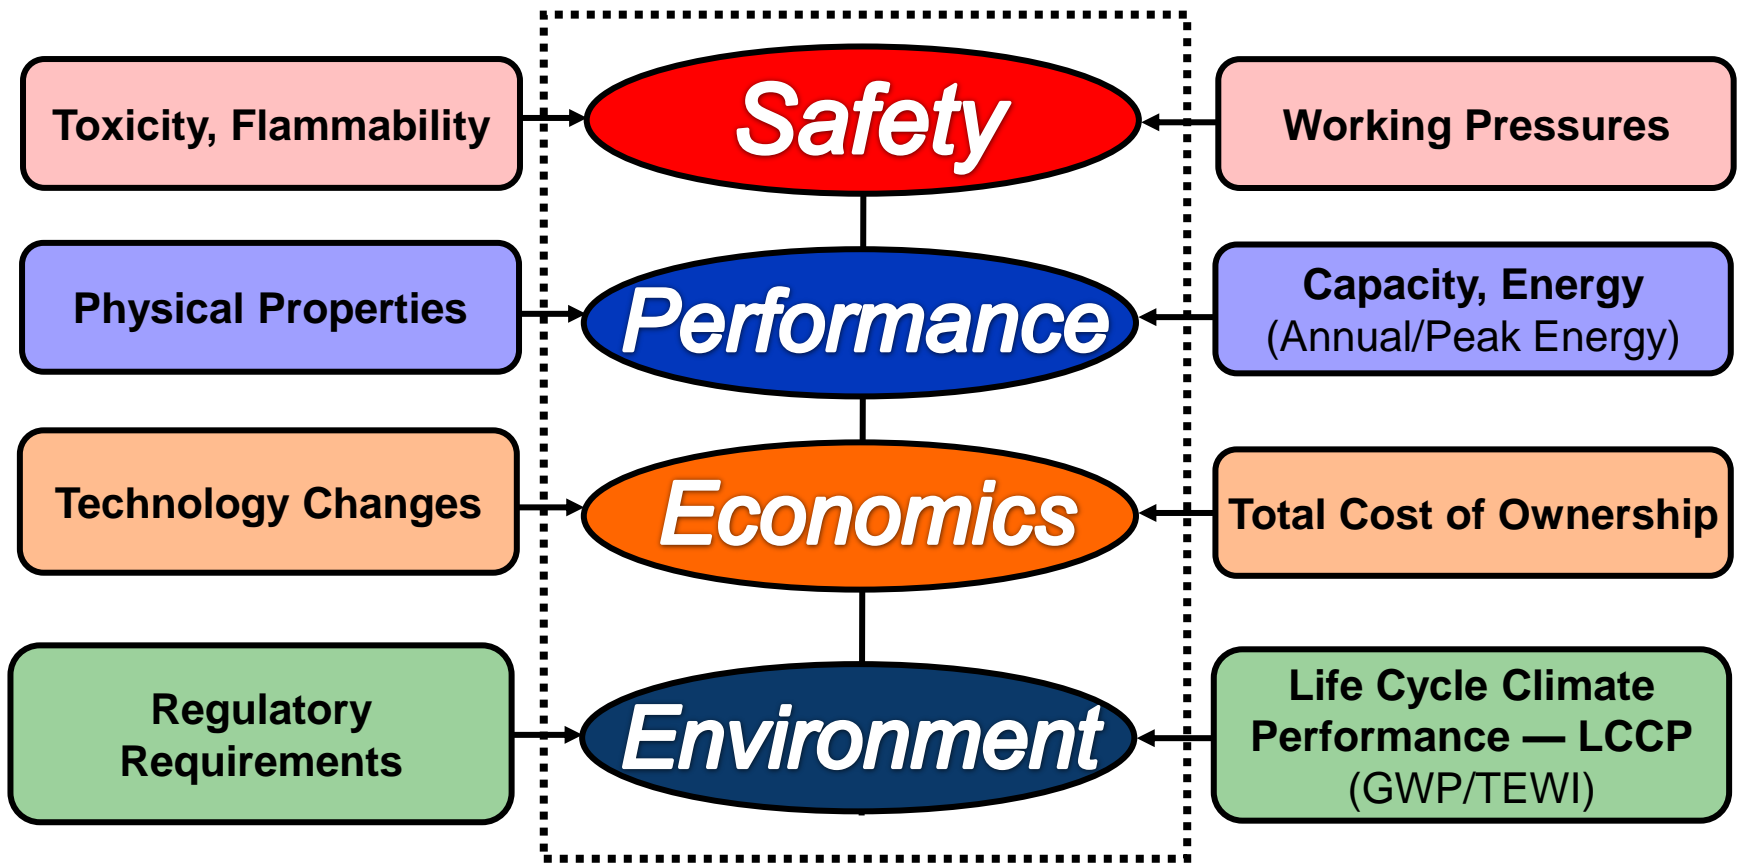 Toxicity, Flammability
Safety
Working Pressures
Physical Properties
Performance
Capacity, Energy
(Annual/Peak Energy)
Technology Changes
Economics
Total Cost of Ownership
Regulatory
Requirements
Environment
Life Cycle Climate
Performance — LCCP
(GWP/TEWI)